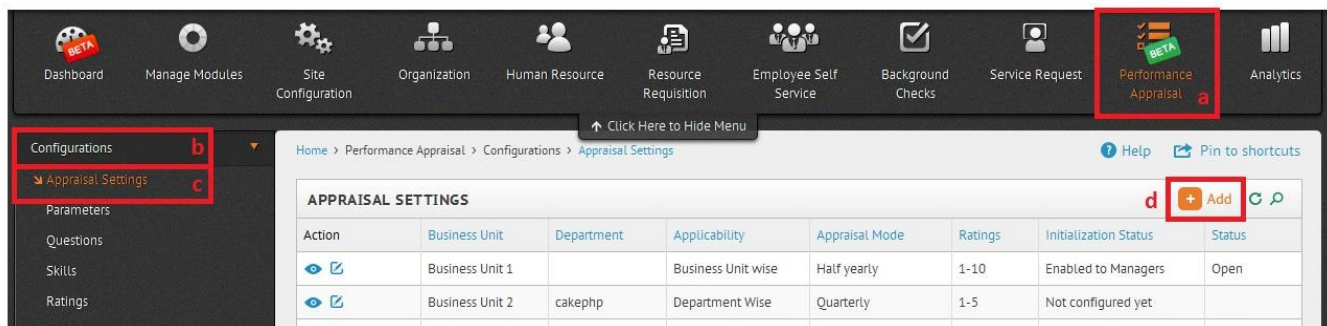 BETA
Dashboard
Manage Modules
Site
Configuration
Organization
Human Resource
Resource
Requisition
Employee Self
Service
Background
Checks
Service Request
BETA
Performance
Appraisal
a
Analytics
↑ Click Here to Hide Menu
Configurations b
Appraisal Settings c
Parameters
Questions
Skills
Ratings
Home > Performance Appraisal > Configurations > Appraisal Settings
? Help Pin to shortcuts
APPRAISAL SETTINGS d + Add
Action Business Unit Department Applicability Appraisal Mode Ratings Initialization Status Status
Business Unit 1 Business Unit wise Half yearly 1-10 Enabled to Managers Open
Business Unit 2 cakephp Department Wise Quarterly 1-5 Not configured yet